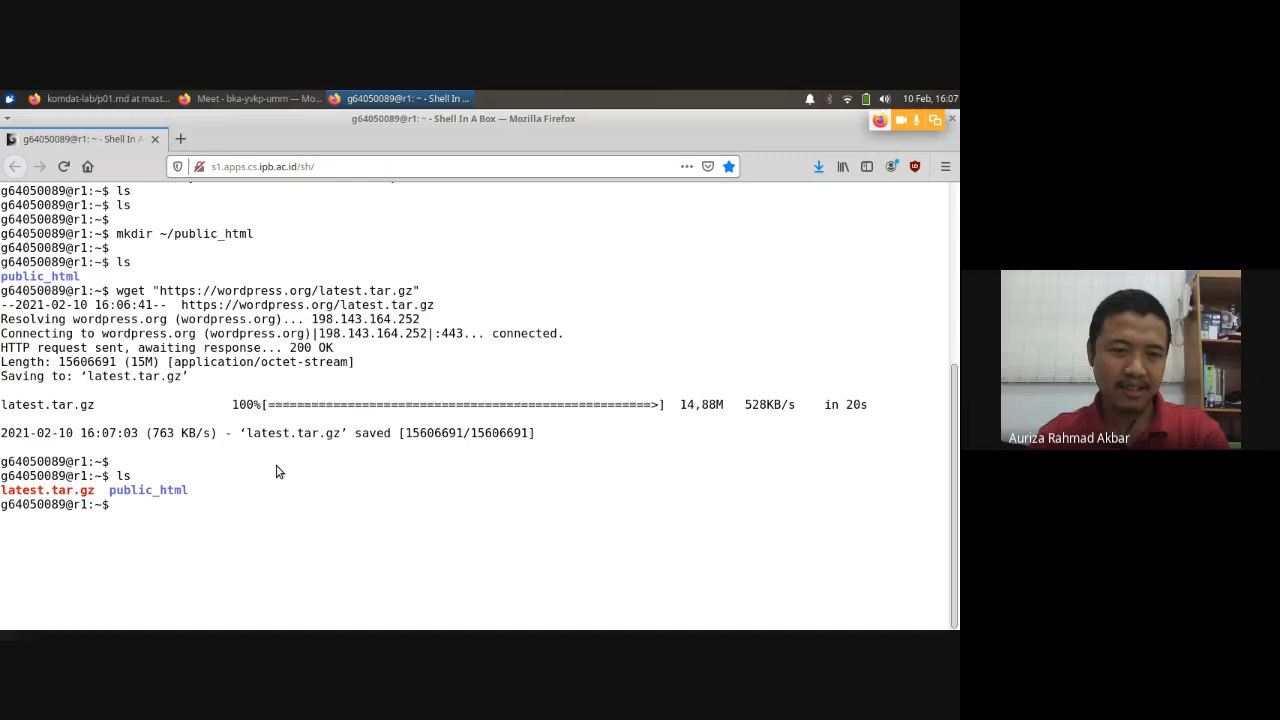 komdat-lab/p01.md at mast...
Meet - bka-yvkp-umm — Mo...
g64050089@r1: ~ - Shell In ...
10 Feb, 16:07
g64050089@r1: ~ - Shell In A Box — Mozilla Firefox
g64050089@r1: ~ - Shell In A
s1.apps.cs.ipb.ac.id/sh/
g64050089@r1:~$ ls
g64050089@r1:~$ ls
g64050089@r1:~$
g64050089@r1:~$ mkdir ~/public_html
g64050089@r1:~$
g64050089@r1:~$ ls
public_html
g64050089@r1:~$ wget "https://wordpress.org/latest.tar.gz"
--2021-02-10 16:06:41-- https://wordpress.org/latest.tar.gz
Resolving wordpress.org (wordpress.org)... 198.143.164.252
Connecting to wordpress.org (wordpress.org)|198.143.164.252|:443... connected.
HTTP request sent, awaiting response... 200 OK
Length: 15606691 (15M) [application/octet-stream]
Saving to: ‘latest.tar.gz’
latest.tar.gz 100%[===================================================>] 14,88M 528KB/s in 20s
2021-02-10 16:07:03 (763 KB/s) - ‘latest.tar.gz’ saved [15606691/15606691]
g64050089@r1:~$
g64050089@r1:~$ ls
latest.tar.gz public_html
g64050089@r1:~$
Auriza Rahmad Akbar